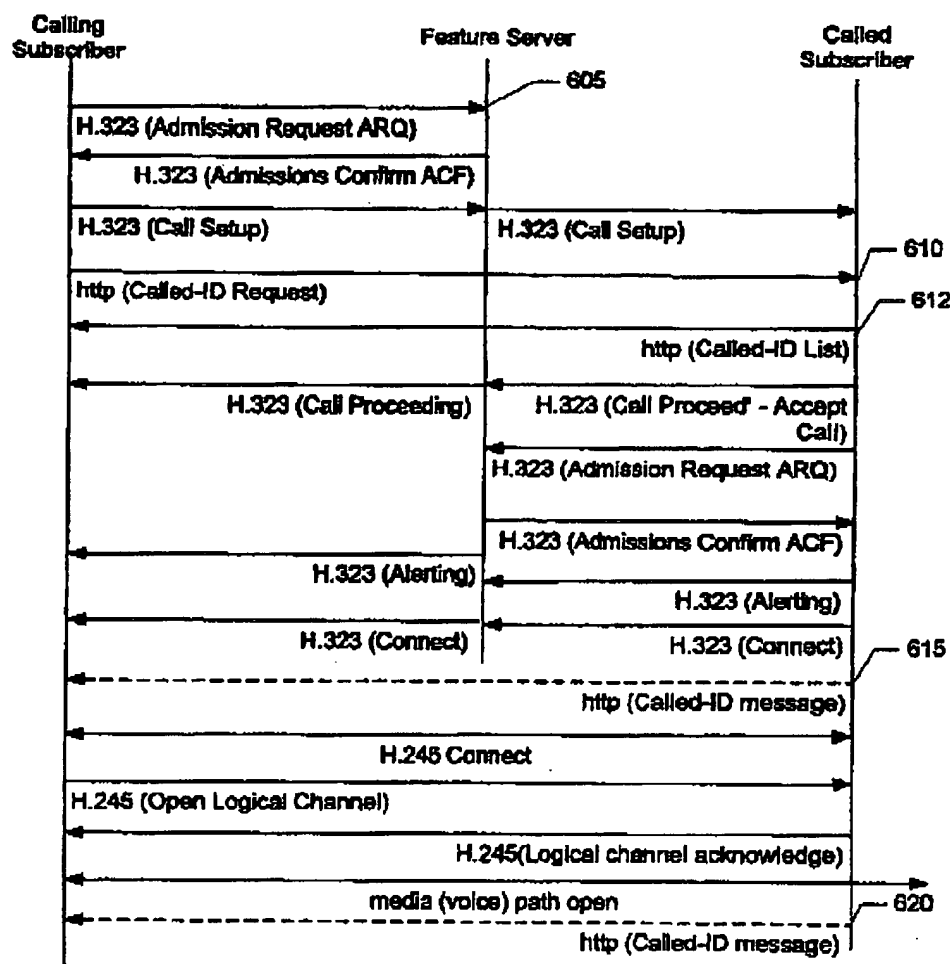 Calling
Subscriber
Feature Server
Called
Subscriber
605
H.323 (Admission Request ARQ)
H.323 (Admissions Confirm ACF)
H.323 (Call Setup)
H.323 (Call Setup)
610
http (Called-ID Request)
612
http (Called-ID List)
H.323 (Call Proceeding)
H.323 (Call Proceed' - Accept
Call)
H.323 (Admission Request ARQ)
H.323 (Admissions Confirm ACF)
H.323 (Alerting)
H.323 (Alerting)
H.323 (Connect)
H.323 (Connect)
615
http (Called-ID message)
H.245 Connect
H.245 (Open Logical Channel)
H.245(Logical channel acknowledge)
media (voice) path open
620
http (Called-ID message)